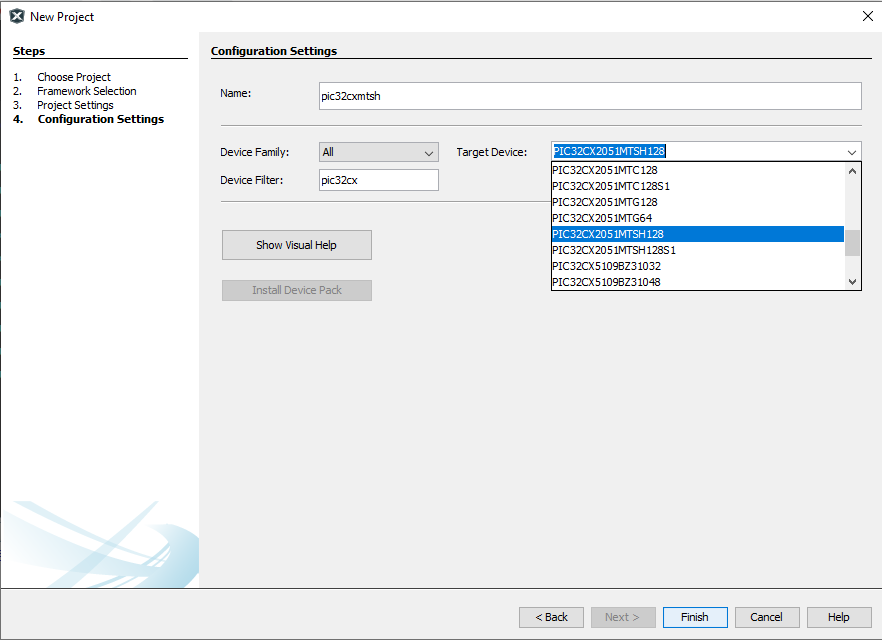 New Project
Steps
1. Choose Project
2. Framework Selection
3. Project Settings
4. Configuration Settings
Configuration Settings
Name: pic32cxmtsh
Device Family: All Target Device: PIC32CX2051MTSH128
Device Filter: pic32cx
PIC32CX2051MTC128
PIC32CX2051MTC128S1
PIC32CX2051MTG128
PIC32CX2051MTG64
PIC32CX2051MTSH128
PIC32CX2051MTSH128S1
PIC32CX5109BZ31032
PIC32CX5109BZ31048
Show Visual Help
Install Device Pack
< Back Next > Finish Cancel Help